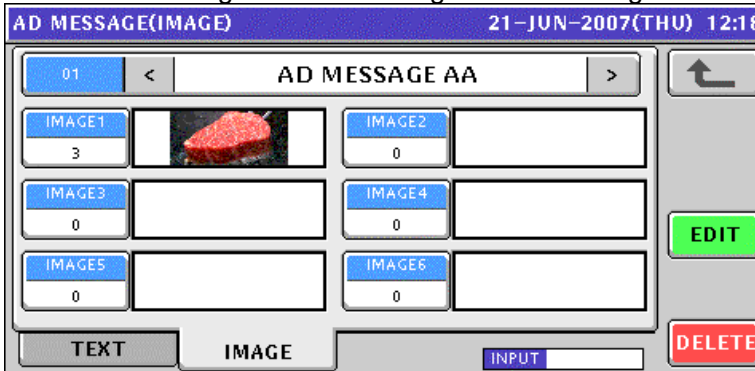 AD MESSAGE(IMAGE) 21-JUN-2007(THU) 12:18
01 < AD MESSAGE AA >
IMAGE1 IMAGE2
3 0
IMAGE3 IMAGE4
0 0
EDIT
IMAGE5 IMAGE6
0 0
DELETE
TEXT IMAGE INPUT